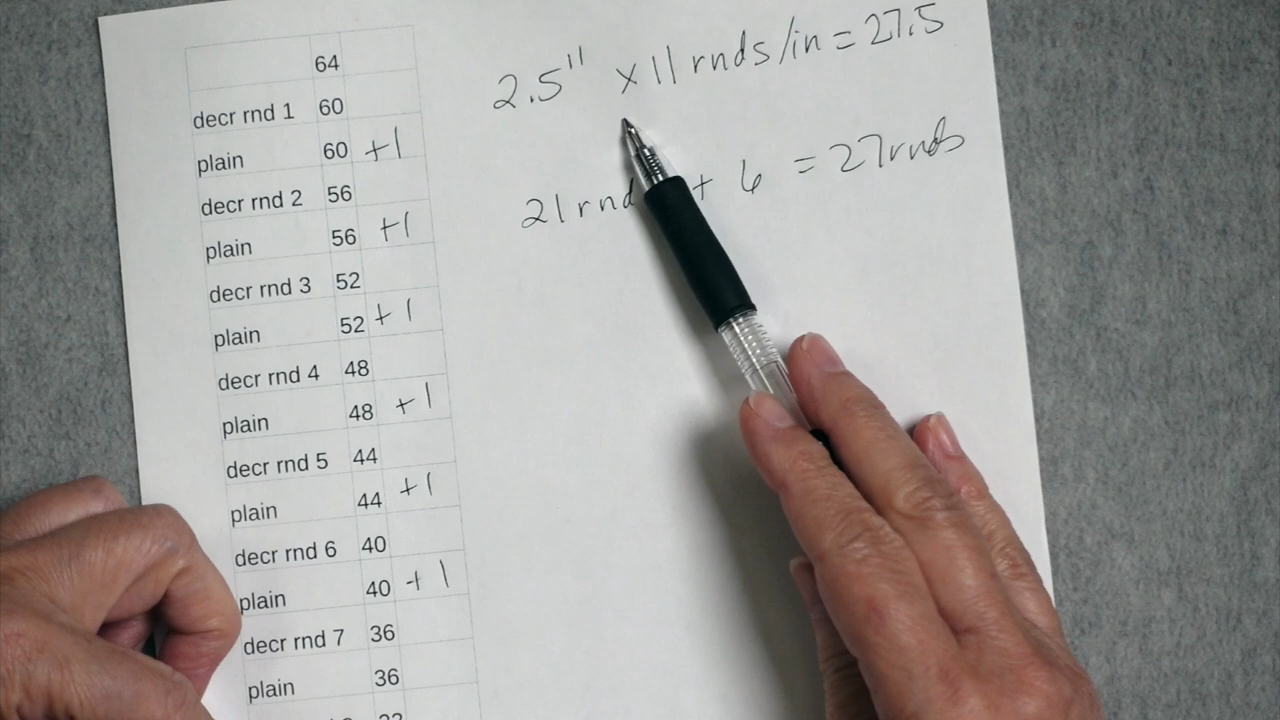 64
decr rnd 1 60
plain 60 +1
decr rnd 2 56
plain 56 +1
decr rnd 3 52
plain 52 +1
decr rnd 4 48
plain 48 +1
decr rnd 5 44
plain 44 +1
decr rnd 6 40
plain 40 +1
decr rnd 7 36
plain 36
2.5" x 11 rnds/in = 27.5
21 rnd + 6 = 27 rnds